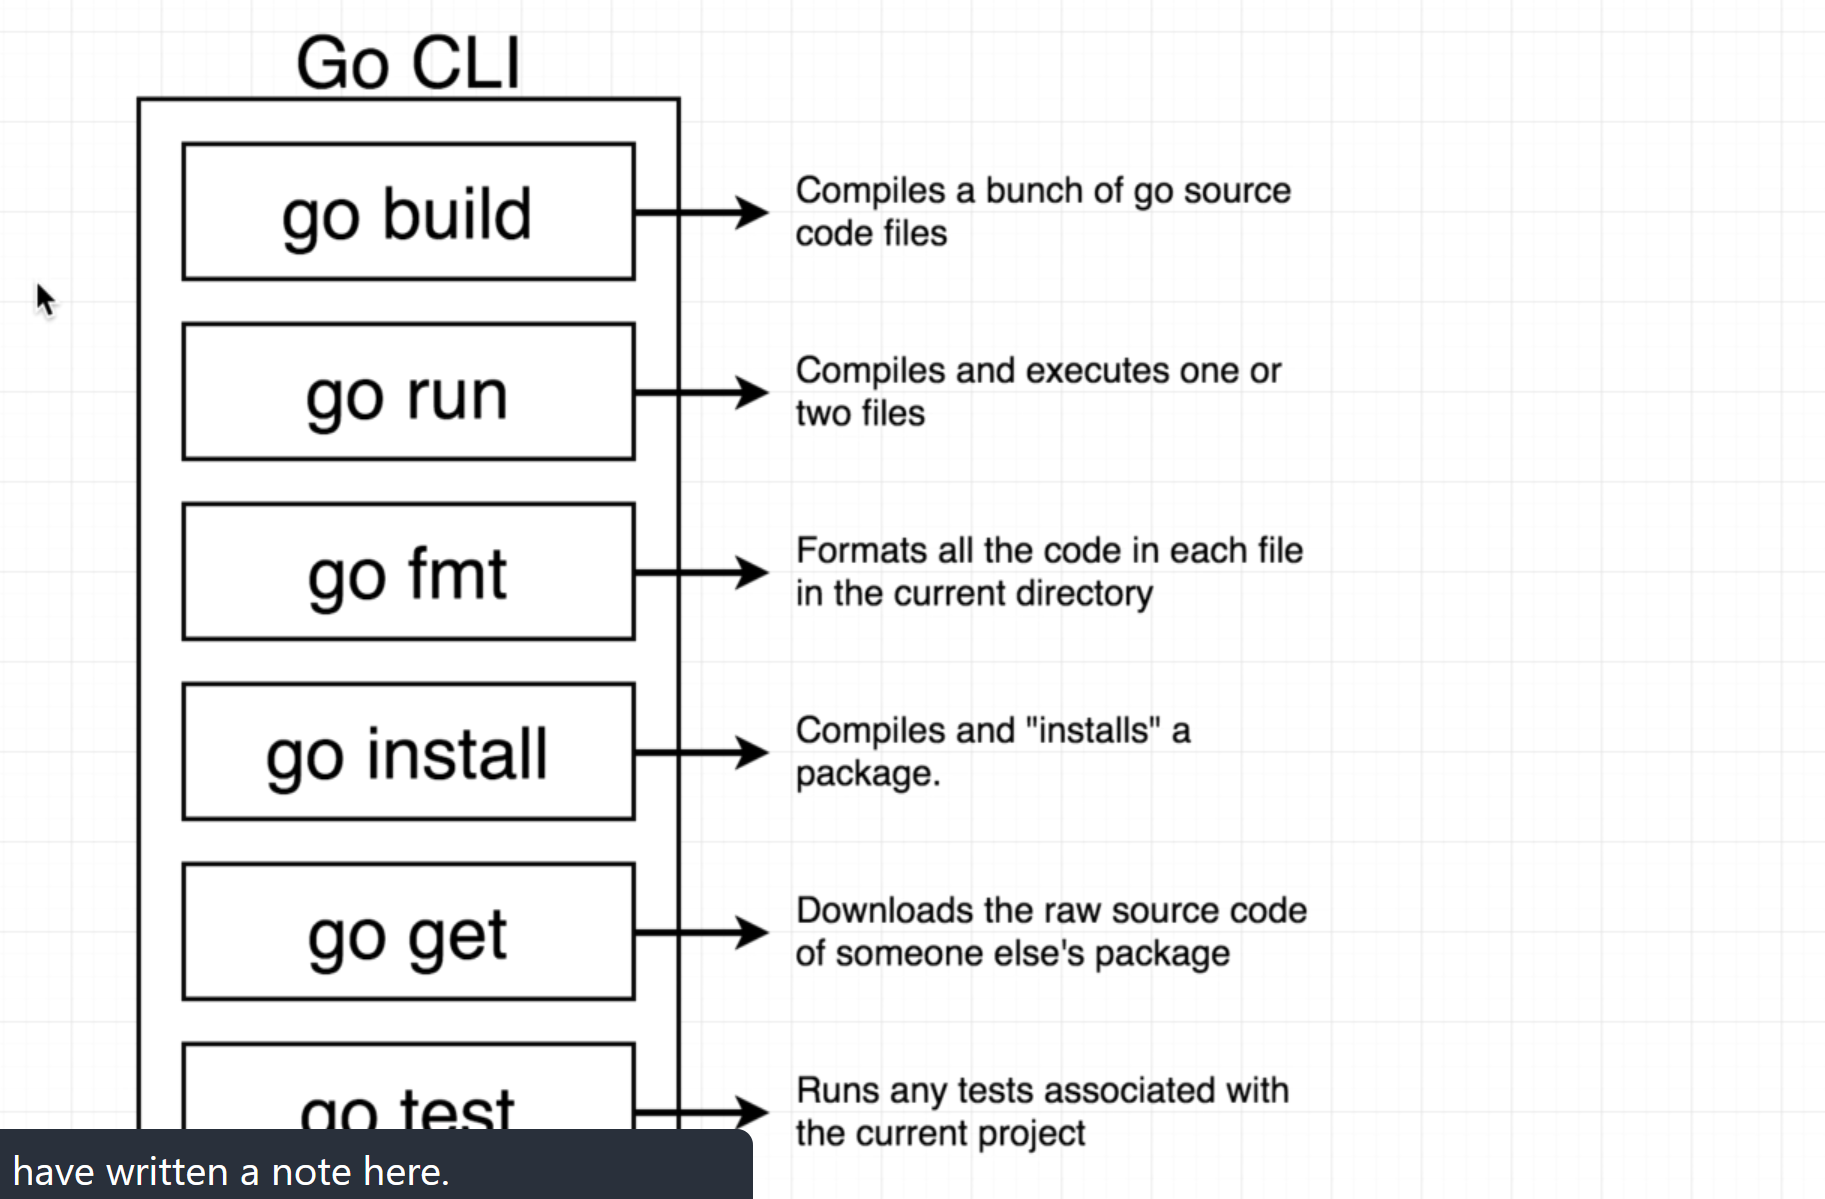 Go CLI
go build
Compiles a bunch of go source
code files
go run
Compiles and executes one or
two files
go fmt
Formats all the code in each file
in the current directory
go install
Compiles and "installs" a
package.
go get
Downloads the raw source code
of someone else's package
go test
Runs any tests associated with
the current project
have written a note here.